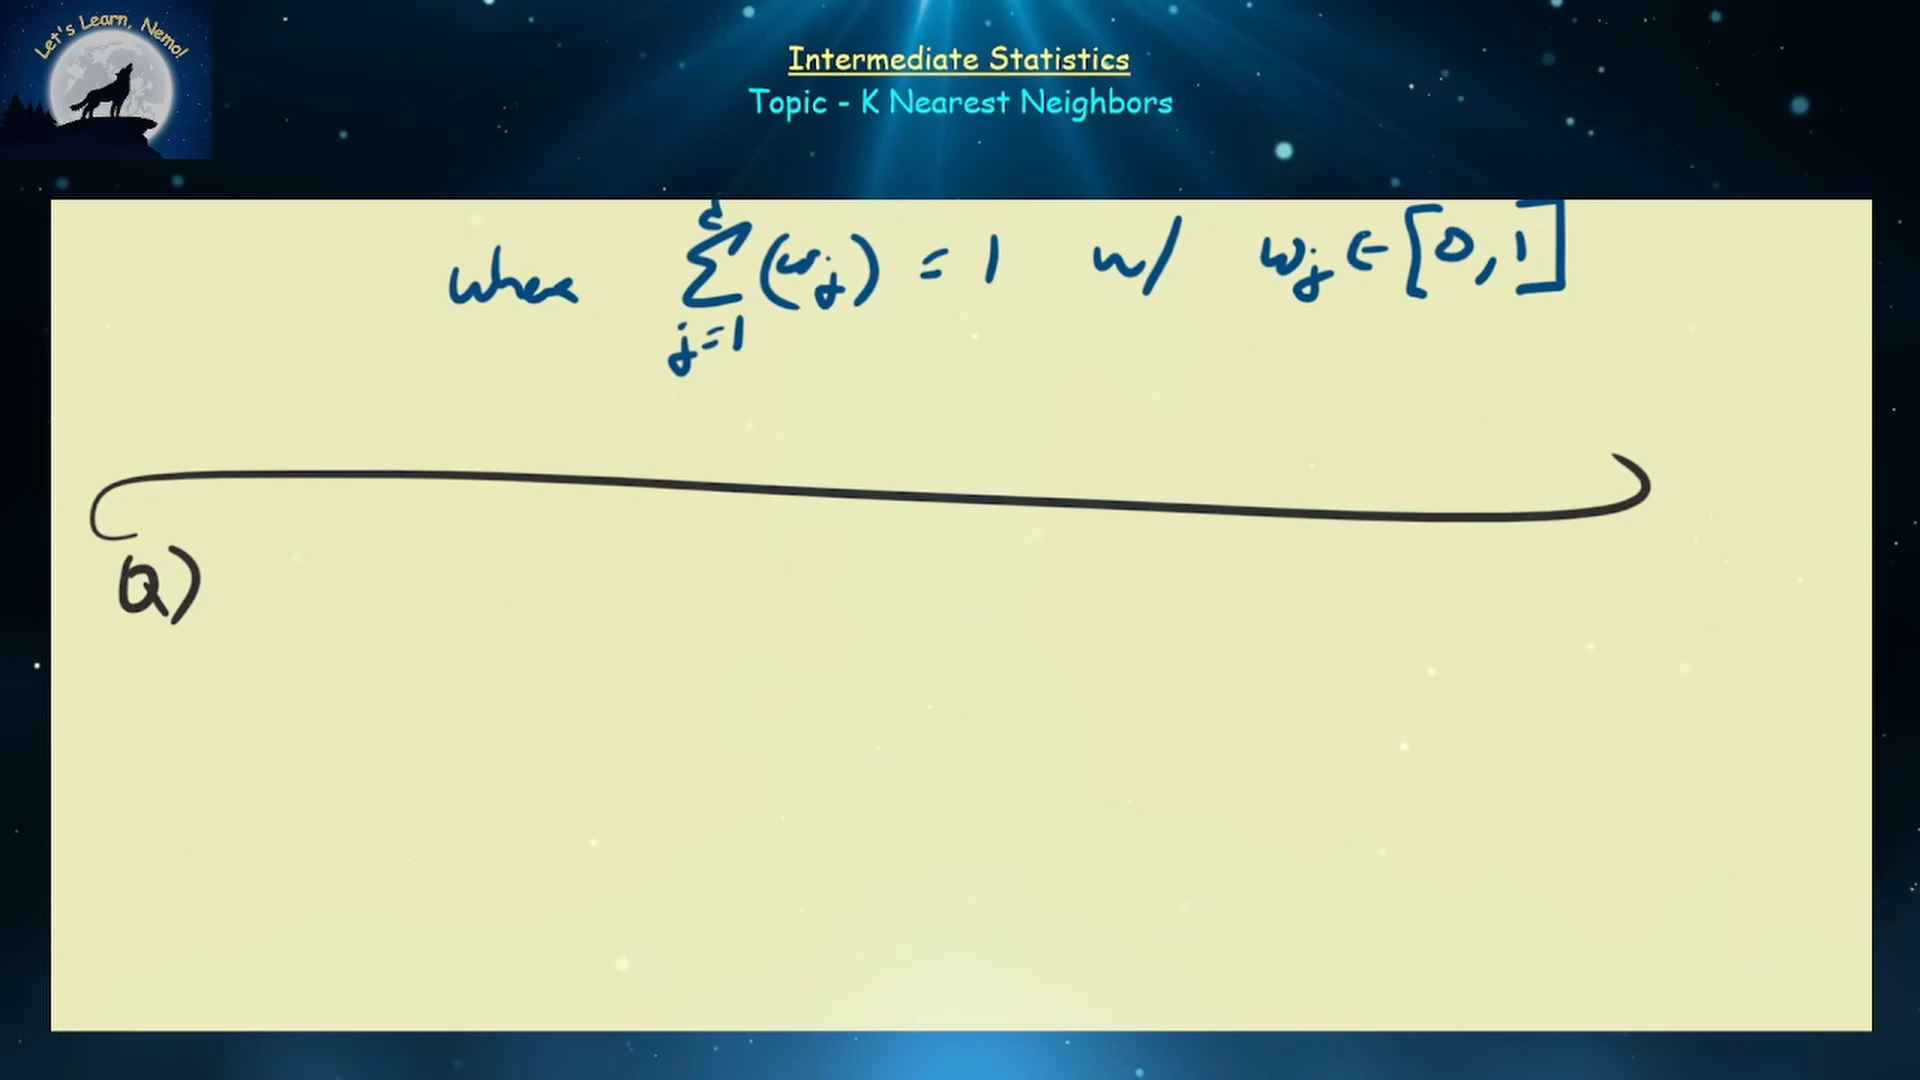 Let's Learn, Nemo!
Intermediate Statistics
Topic - K Nearest Neighbors
where d∑j=1 (wj) = 1 w/ wj ∈ [0,1]
Q)